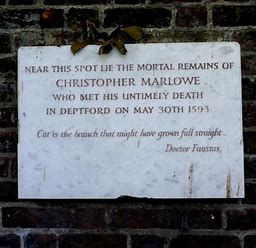 NEAR THIS SPOT LIE THE MORTAL REMAINS OF
CHRISTOPHER MARLOWE
WHO MET HIS UNTIMELY DEATH
IN DEPTFORD ON MAY 30TH 1593
Cut is the branch that might have grown full straight..
Doctor Faustus.